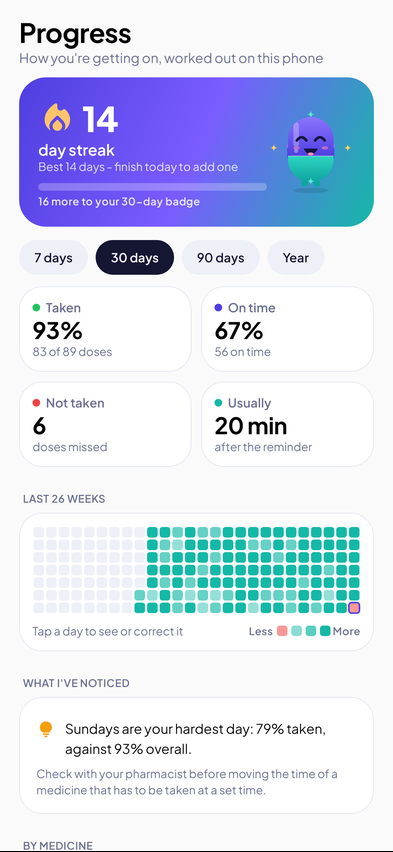 Progress
How you're getting on, worked out on this phone
14
day streak
Best 14 days - finish today to add one
16 more to your 30-day badge
7 days
30 days
90 days
Year
Taken
93%
83 of 89 doses
On time
67%
56 on time
Not taken
6
doses missed
Usually
20 min
after the reminder
LAST 26 WEEKS
Tap a day to see or correct it
Less
More
WHAT I'VE NOTICED
Sundays are your hardest day: 79% taken,
against 93% overall.
Check with your pharmacist before moving the time of a
medicine that has to be taken at a set time.
BY MEDICINE